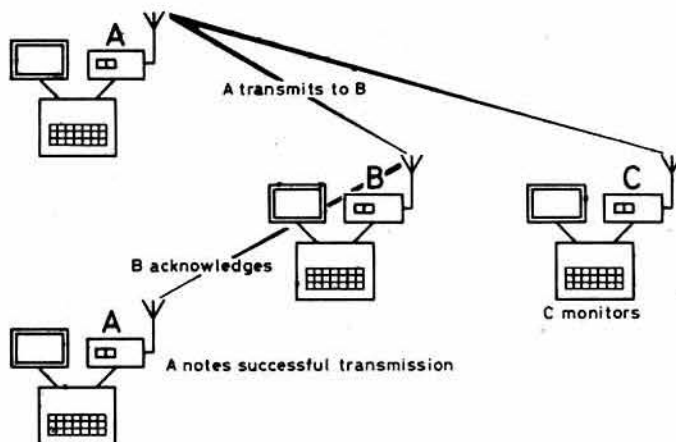 A
A transmits to B
B
C
B acknowledges
C monitors
A
A notes successful transmission